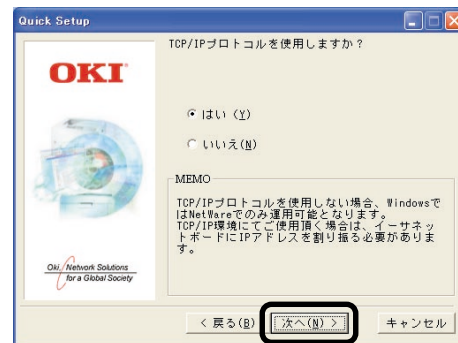 Quick Setup
TCP/IPプロトコルを使用しますか？
OKI
はい (Y)
いいえ(N)
MEMO
TCP/IPプロトコルを使用しない場合、Windowsで
はNetWareでのみ運用可能となります。
TCP/IP環境にてご使用頂く場合は、イーサネッ
トボードにIPアドレスを割り振る必要がありま
す。
Oki, Network Solutions
for a Global Society
< 戻る(B)
次へ(N) >
キャンセル